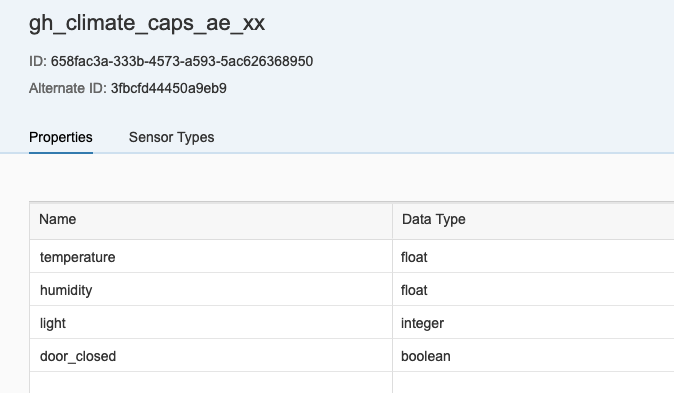 gh_climate_caps_ae_xx
ID: 658fac3a-333b-4573-a593-5ac626368950
Alternate ID: 3fbcfd44450a9eb9
Properties Sensor Types
Name Data Type
temperature float
humidity float
light integer
door_closed boolean